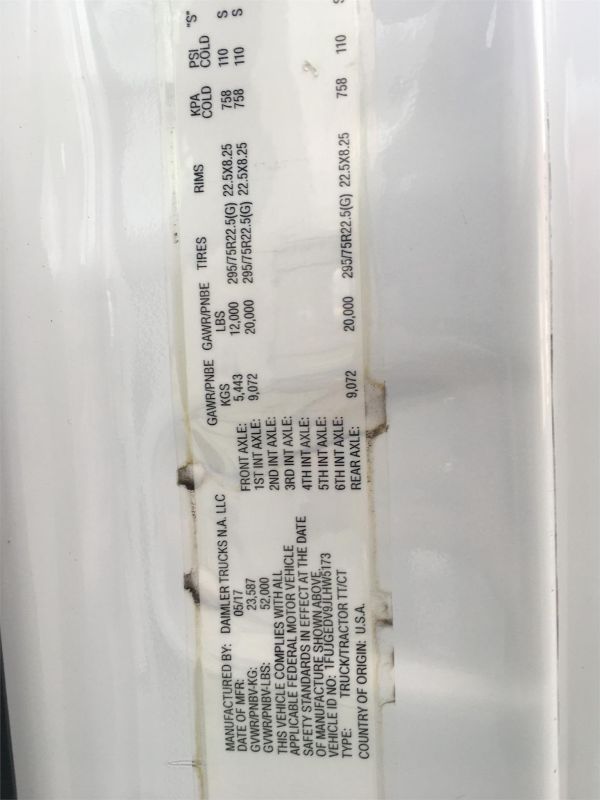 MANUFACTURED BY: DAIMLER TRUCKS N.A. LLC
DATE OF MFR: 05/17
GVWR/PNBV-KG: 23,587
GVWR/PNBV-LBS: 52,000
THIS VEHICLE COMPLIES WITH ALL
APPLICABLE FEDERAL MOTOR VEHICLE
SAFETY STANDARDS IN EFFECT AT THE DATE
OF MANUFACTURE SHOWN ABOVE.
VEHICLE ID NO: 1FUJGEDV9JLHW5173
TYPE: TRUCK/TRACTOR TT/CT
COUNTRY OF ORIGIN: U.S.A.
GAWR/PNBE GAWR/PNBE TIRES RIMS KPA PSI "S"
KGS LBS COLD COLD
FRONT AXLE: 5,443 12,000 295/75R22.5(G) 22.5X8.25 758 110 S
1ST INT AXLE: 9,072 20,000 295/75R22.5(G) 22.5X8.25 758 110 S
2ND INT AXLE:
3RD INT AXLE:
4TH INT AXLE:
5TH INT AXLE:
6TH INT AXLE:
REAR AXLE: 9,072 20,000 295/75R22.5(G) 22.5X8.25 758 110 S